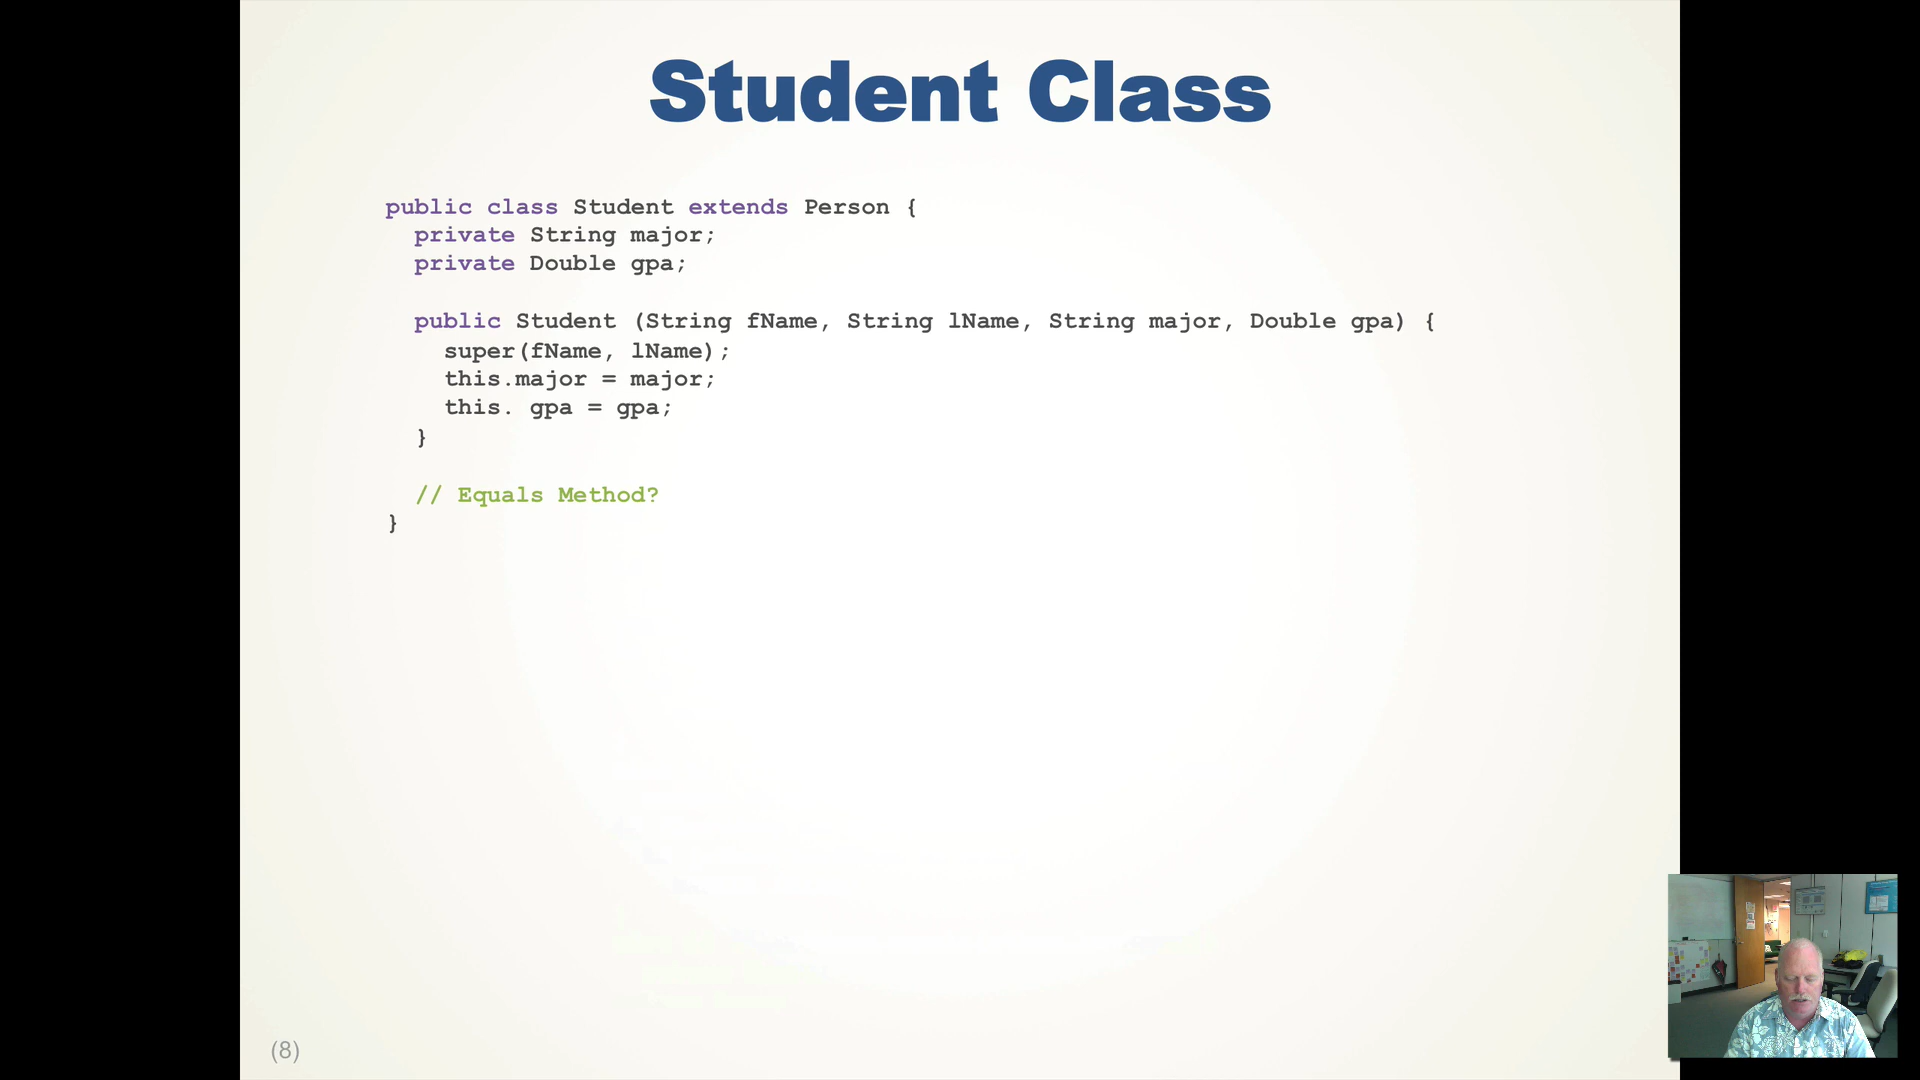 Student Class
public class Student extends Person {
private String major;
private Double gpa;
public Student (String fName, String lName, String major, Double gpa) {
super(fName, lName);
this.major = major;
this. gpa = gpa;
}
// Equals Method?
}
(8)